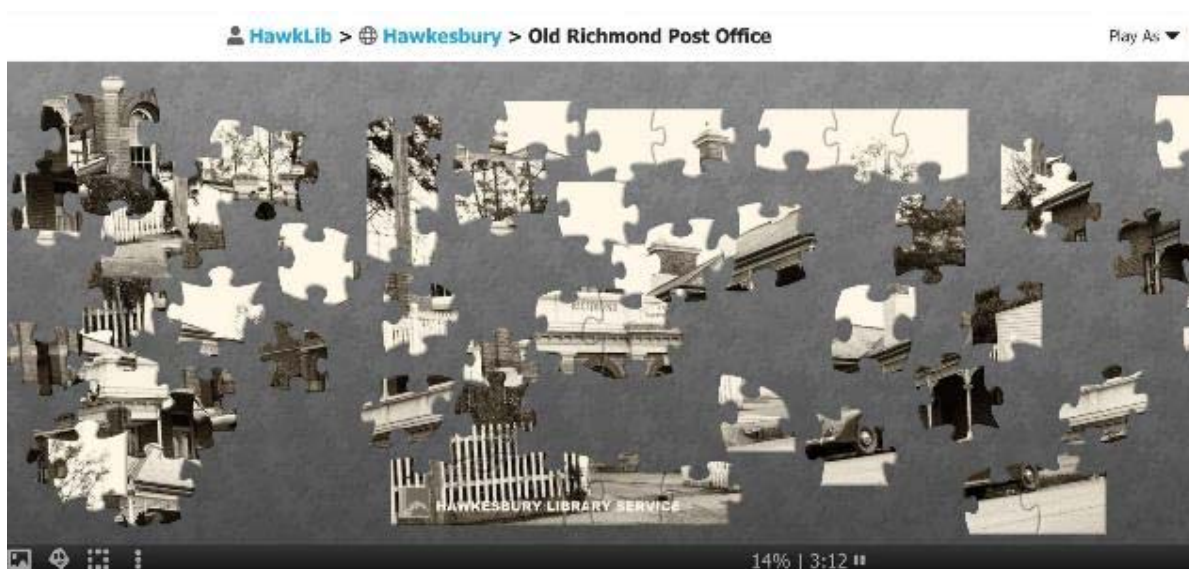 HawkLib > Hawkesbury > Old Richmond Post Office
Play As
HAWKESBURY LIBRARY SERVICE
14% | 3:12